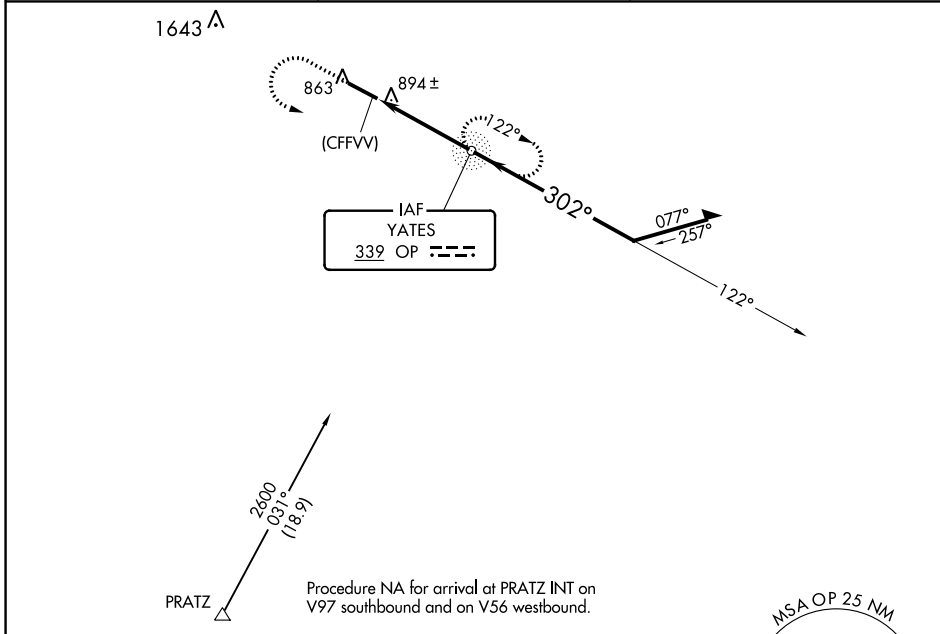 1643
863
894±
(CFFVV)
122°
302°
IAF
YATES
339 OP
077°
257°
122°
2600
031°
(18.9)
PRATZ
Procedure NA for arrival at PRATZ INT on
V97 southbound and on V56 westbound.
MSA OP 25 NM